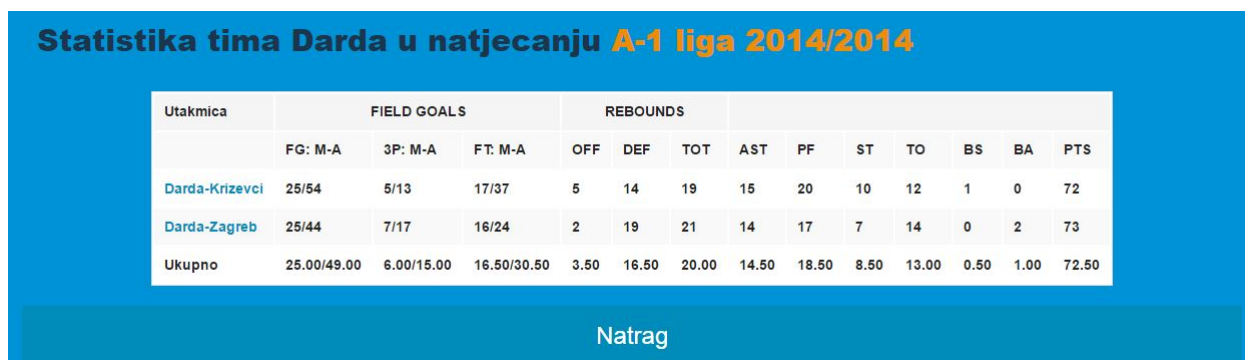 Statistika tima Darda u natjecanju A-1 liga 2014/2014
Utakmica FIELD GOALS REBOUNDS
FG: M-A 3P: M-A FT: M-A OFF DEF TOT AST PF ST TO BS BA PTS
Darda-Krizevci 25/54 5/13 17/37 5 14 19 15 20 10 12 1 0 72
Darda-Zagreb 25/44 7/17 16/24 2 19 21 14 17 7 14 0 2 73
Ukupno 25.00/49.00 6.00/15.00 16.50/30.50 3.50 16.50 20.00 14.50 18.50 8.50 13.00 0.50 1.00 72.50
Natrag